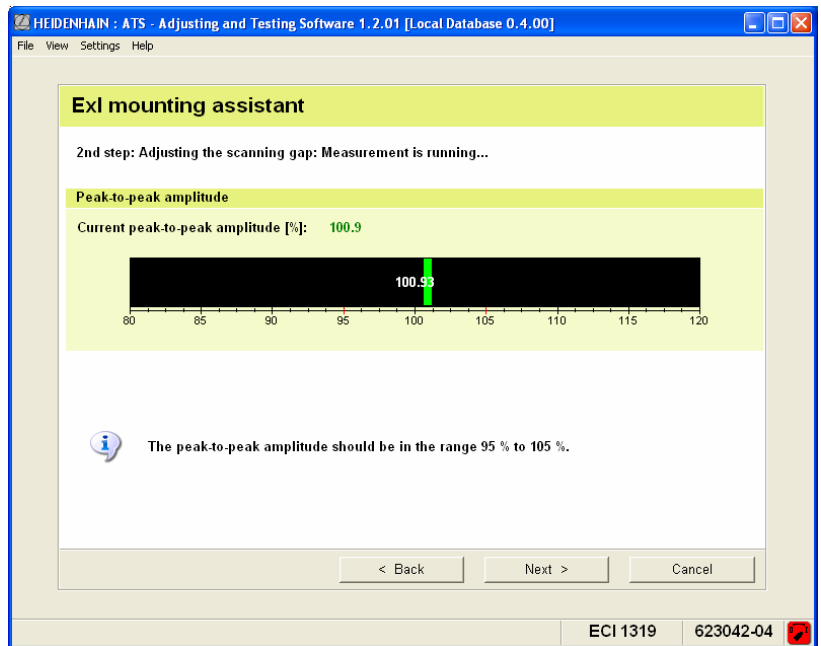 HEIDENHAIN : ATS - Adjusting and Testing Software 1.2.01 [Local Database 0.4.00]
File View Settings Help
ExI mounting assistant
2nd step: Adjusting the scanning gap: Measurement is running...
Peak-to-peak amplitude
Current peak-to-peak amplitude [%]: 100.9
100.93
80 85 90 95 100 105 110 115 120
The peak-to-peak amplitude should be in the range 95 % to 105 %.
< Back Next > Cancel
ECI 1319 623042-04